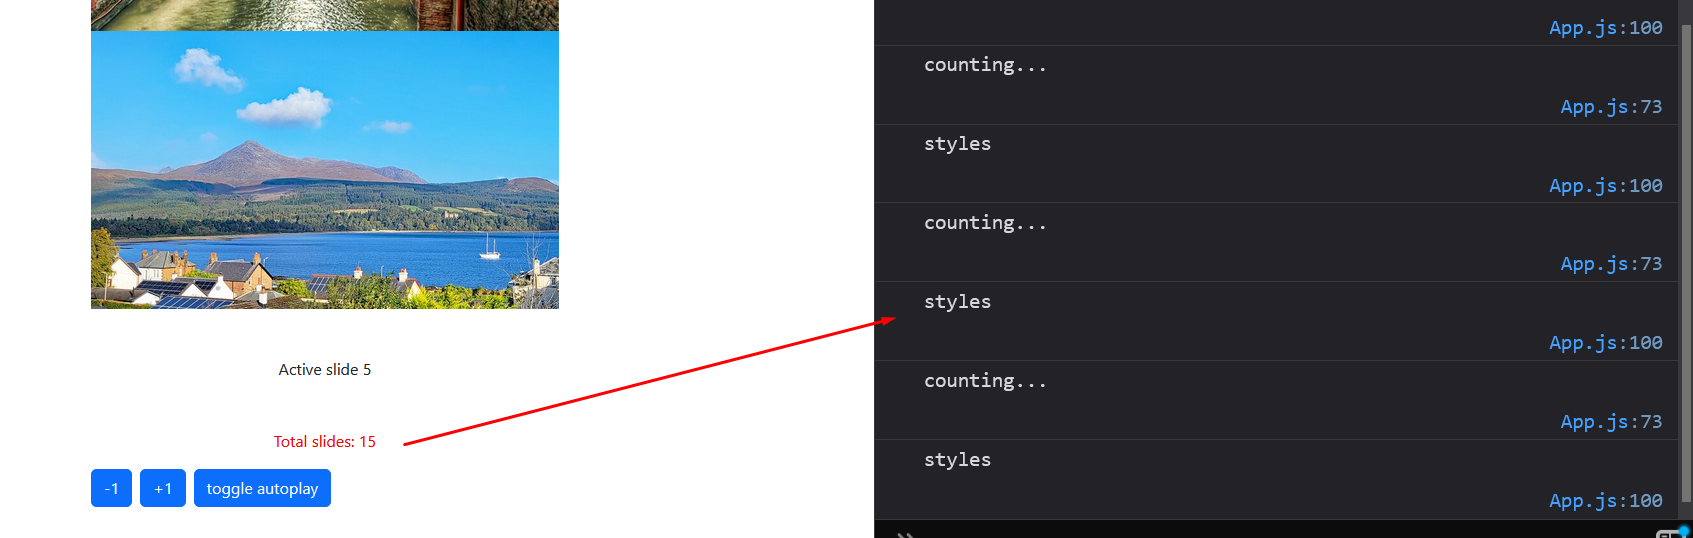 Active slide 5
Total slides: 15
-1
+1
toggle autoplay
App.js:100
counting...
App.js:73
styles
App.js:100
counting...
App.js:73
styles
App.js:100
counting...
App.js:73
styles
App.js:100